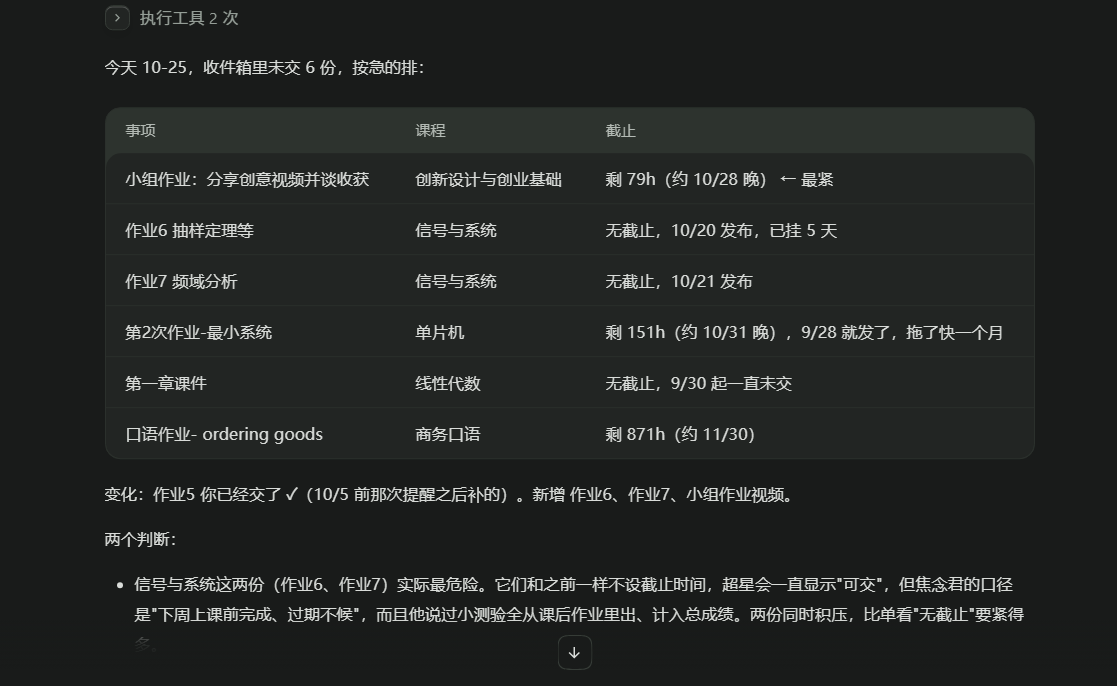 执行工具 2 次
今天 10-25，收件箱里未交 6 份，按急的排：
事项 课程 截止
小组作业：分享创意视频并谈收获 创新设计与创业基础 剩 79h（约 10/28 晚） ← 最紧
作业6 抽样定理等 信号与系统 无截止，10/20 发布，已挂 5 天
作业7 频域分析 信号与系统 无截止，10/21 发布
第2次作业-最小系统 单片机 剩 151h（约 10/31 晚），9/28 就发了，拖了快一个月
第一章课件 线性代数 无截止，9/30 起一直未交
口语作业- ordering goods 商务口语 剩 871h（约 11/30）
变化：作业5 你已经交了 ✓（10/5 前那次提醒之后补的）。新增 作业6、作业7、小组作业视频。
两个判断：
• 信号与系统这两份（作业6、作业7）实际最危险。它们和之前一样不设截止时间，超星会一直显示"可交"，但焦念君的口径
是"下周上课前完成、过期不候"，而且他说过小测验全从课后作业里出、计入总成绩。两份同时积压，比单看"无截止"要紧得
多。